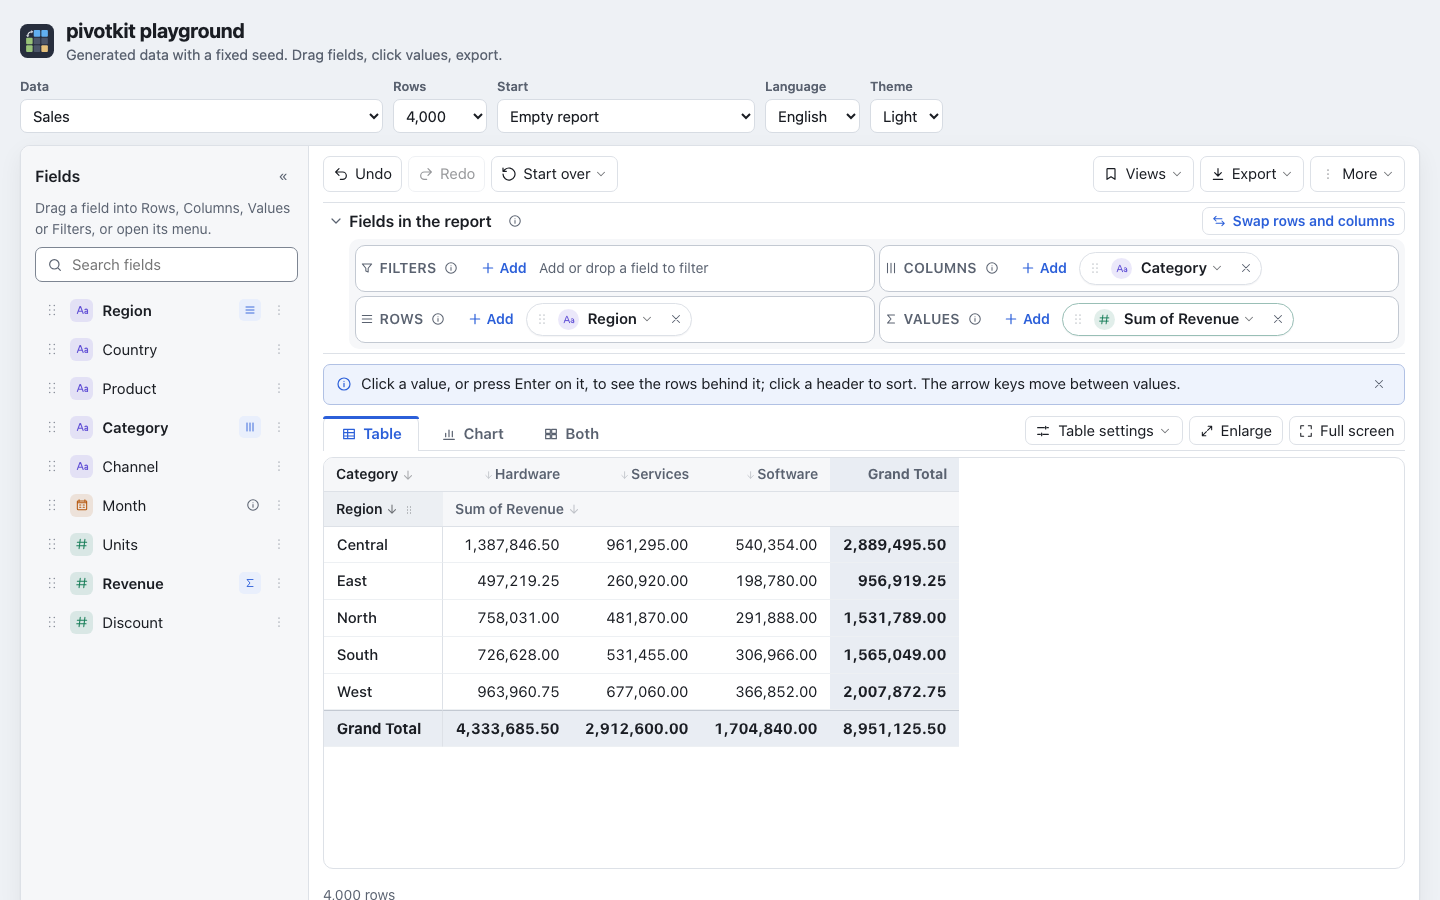 pivotkit playground
Generated data with a fixed seed. Drag fields, click values, export.
Data Rows Start Language Theme
Sales 4,000 Empty report English Light
Fields «
Drag a field into Rows, Columns, Values
or Filters, or open its menu.
Search fields
Aa Region
Aa Country
Aa Product
Aa Category
Aa Channel
Month
# Units
# Revenue Σ
# Discount
Undo Redo Start over Views Export More
Fields in the report Swap rows and columns
FILTERS + Add Add or drop a field to filter
COLUMNS + Add Aa Category ×
ROWS + Add Aa Region ×
Σ VALUES + Add # Sum of Revenue ×
Click a value, or press Enter on it, to see the rows behind it; click a header to sort. The arrow keys move between values. ×
Table Chart Both Table settings Enlarge Full screen
Category ↓ ↓ Hardware ↓ Services ↓ Software Grand Total
Region ↓ Sum of Revenue ↓
Central 1,387,846.50 961,295.00 540,354.00 2,889,495.50
East 497,219.25 260,920.00 198,780.00 956,919.25
North 758,031.00 481,870.00 291,888.00 1,531,789.00
South 726,628.00 531,455.00 306,966.00 1,565,049.00
West 963,960.75 677,060.00 366,852.00 2,007,872.75
Grand Total 4,333,685.50 2,912,600.00 1,704,840.00 8,951,125.50
4,000 rows